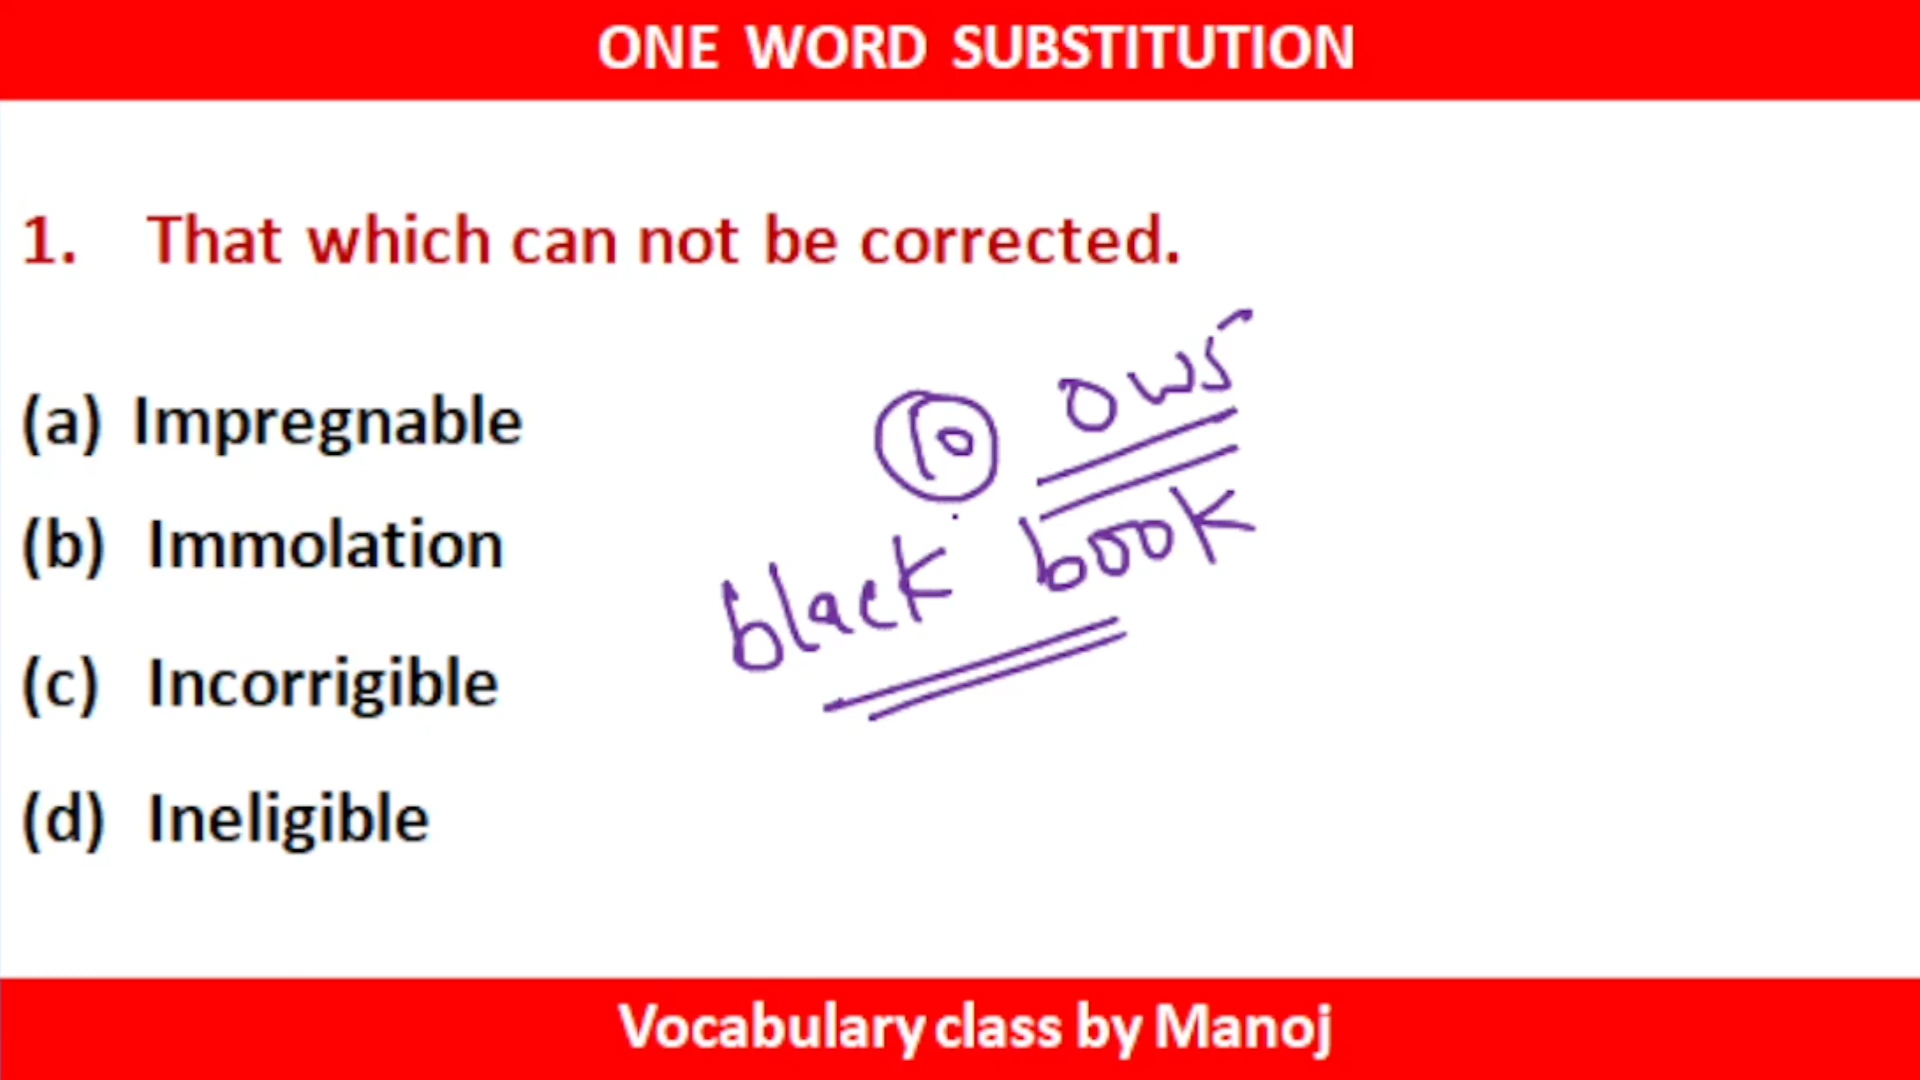 ONE WORD SUBSTITUTION
1. That which can not be corrected.
(a) Impregnable
(b) Immolation
(c) Incorrigible
(d) Ineligible
10 ows
black book
Vocabulary class by Manoj